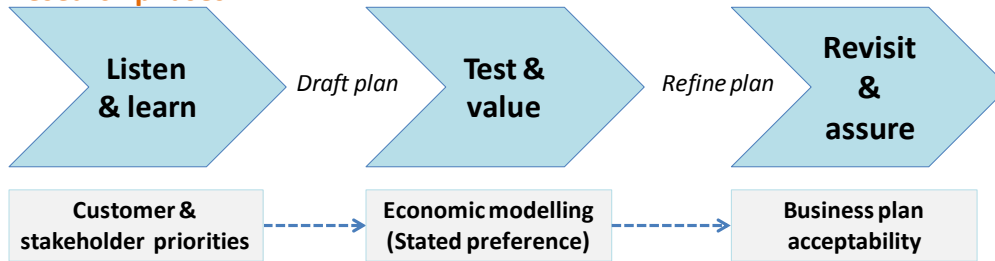 Listen
& learn
Draft plan
Test &
value
Refine plan
Revisit
&
assure
Customer &
stakeholder priorities
Economic modelling
(Stated preference)
Business plan
acceptability